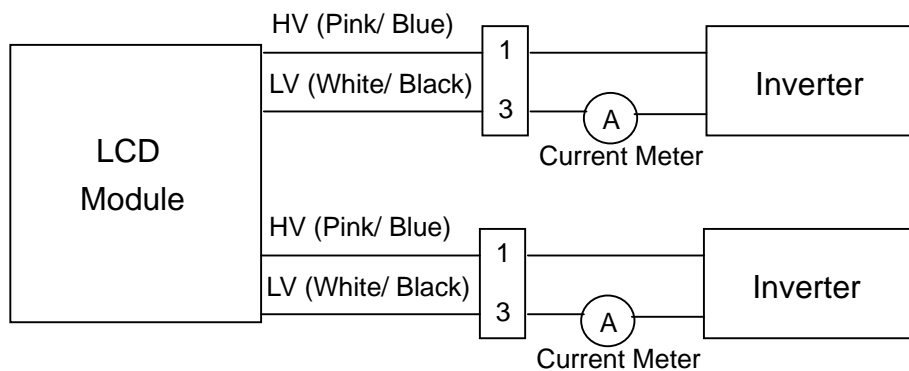 HV (Pink/ Blue)
1
LV (White/ Black)
3
A
Current Meter
Inverter
LCD
Module
HV (Pink/ Blue)
1
LV (White/ Black)
3
A
Current Meter
Inverter